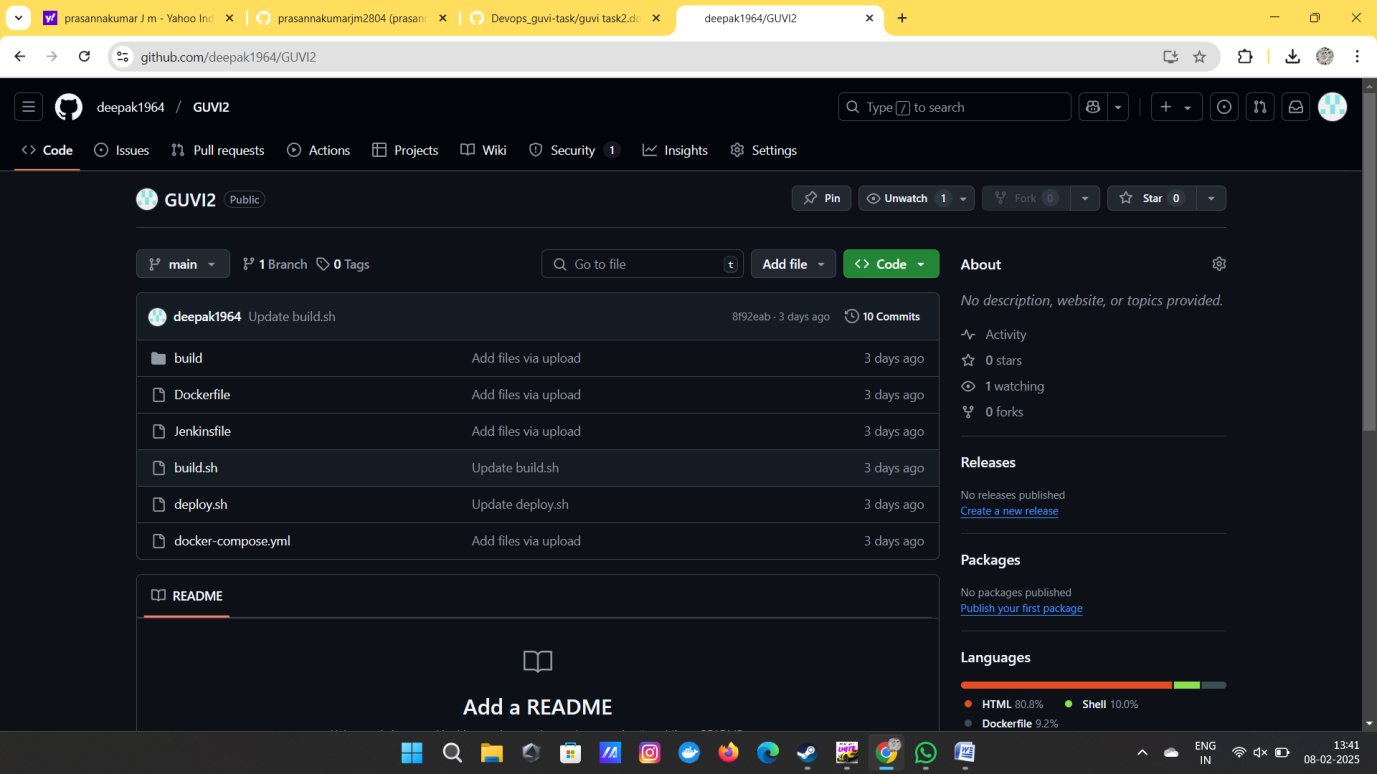 prasannakumar J m - Yahoo Ind
prasannakumarjm2804 (prasan
Devops_guvi-task/guvi task2.do
deepak1964/GUVI2
github.com/deepak1964/GUVI2
deepak1964 / GUVI2
Type / to search
Code Issues Pull requests Actions Projects Wiki Security 1 Insights Settings
GUVI2 Public
Pin Unwatch 1 Fork 0 Star 0
main 1 Branch 0 Tags Go to file t Add file Code
About
deepak1964 Update build.sh 8f92eab · 3 days ago 10 Commits
No description, website, or topics provided.
build Add files via upload 3 days ago
Dockerfile Add files via upload 3 days ago
Jenkinsfile Add files via upload 3 days ago
build.sh Update build.sh 3 days ago
deploy.sh Update deploy.sh 3 days ago
docker-compose.yml Add files via upload 3 days ago
Activity
0 stars
1 watching
0 forks
Releases
No releases published
Create a new release
Packages
No packages published
Publish your first package
Languages
HTML 80.8% Shell 10.0%
Dockerfile 9.2%
README
Add a README
ENG
IN
13:41
08-02-2025